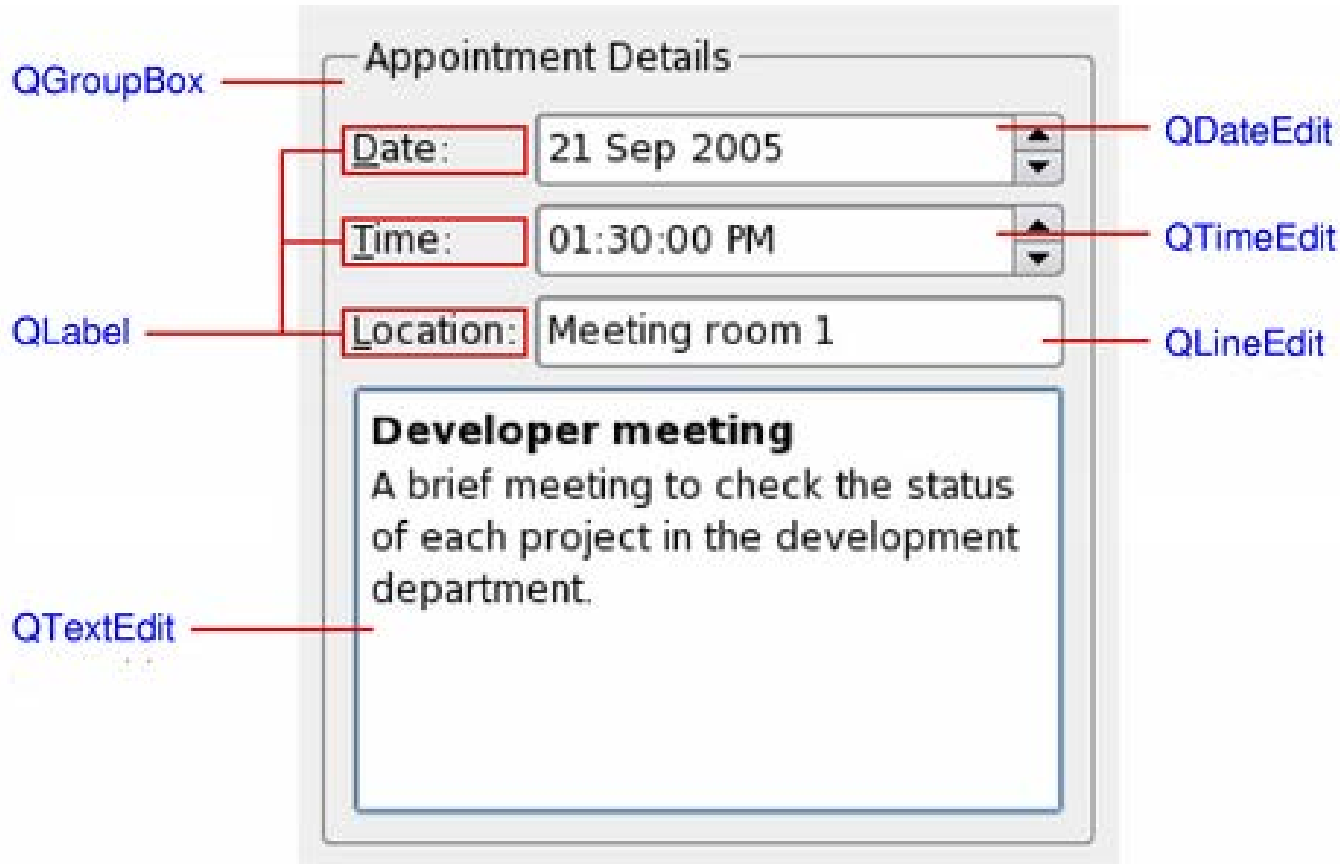 Appointment Details
QGroupBox
Date: 21 Sep 2005 QDateEdit
Time: 01:30:00 PM QTimeEdit
QLabel Location: Meeting room 1 QLineEdit
Developer meeting
A brief meeting to check the status
of each project in the development
department.
QTextEdit